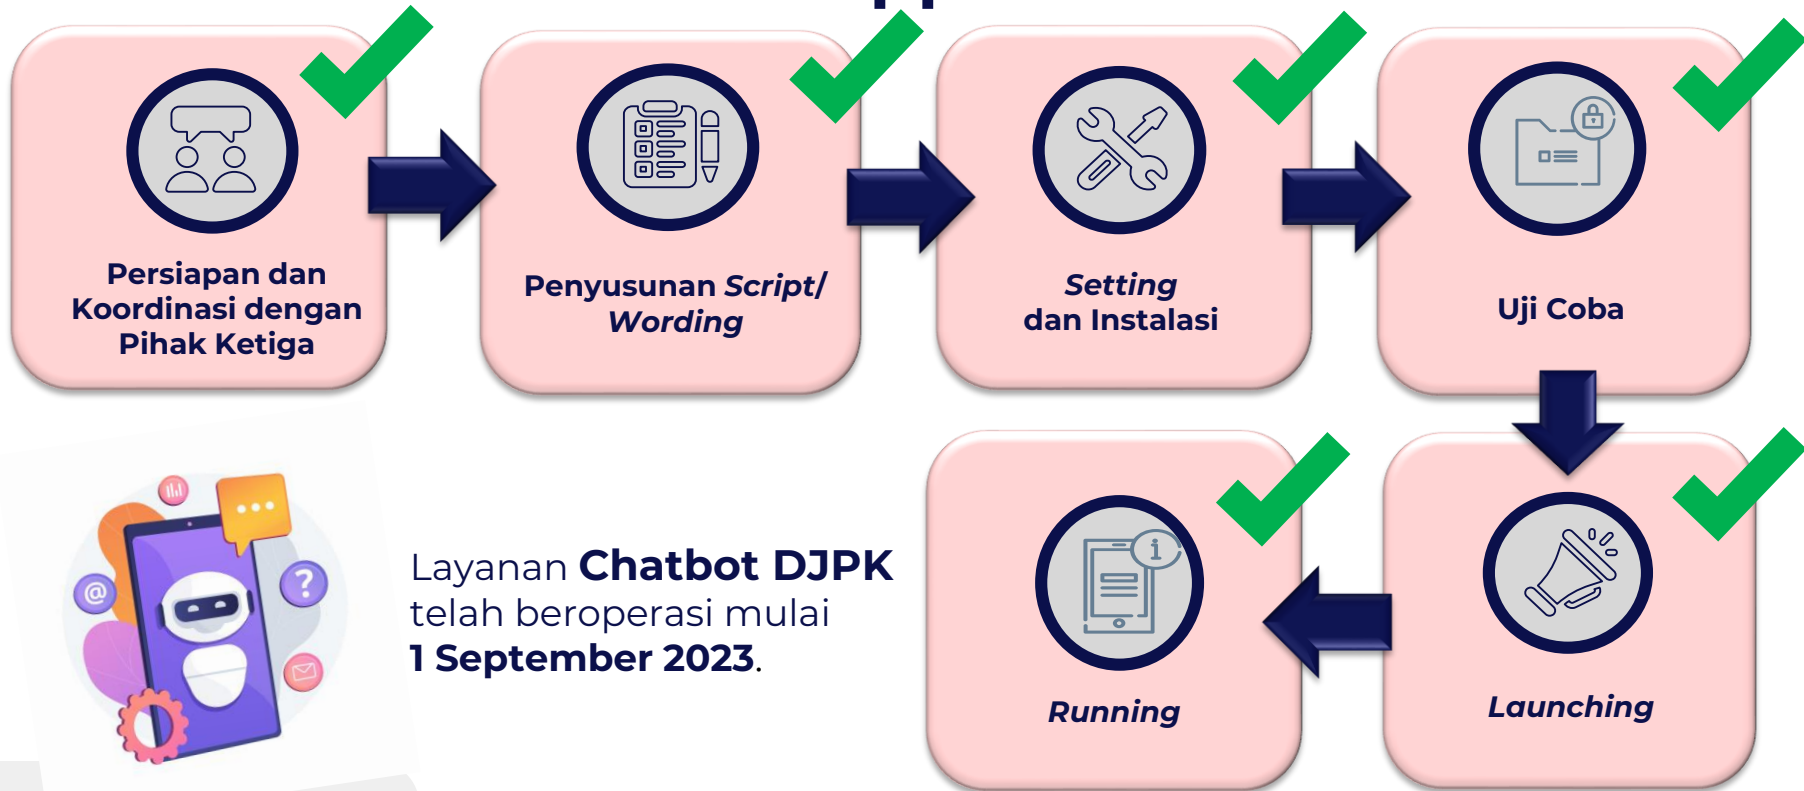 Persiapan dan
Koordinasi dengan
Pihak Ketiga
Penyusunan Script/
Wording
Setting
dan Instalasi
Uji Coba
Launching
Running
Layanan Chatbot DJPK
telah beroperasi mulai
1 September 2023.